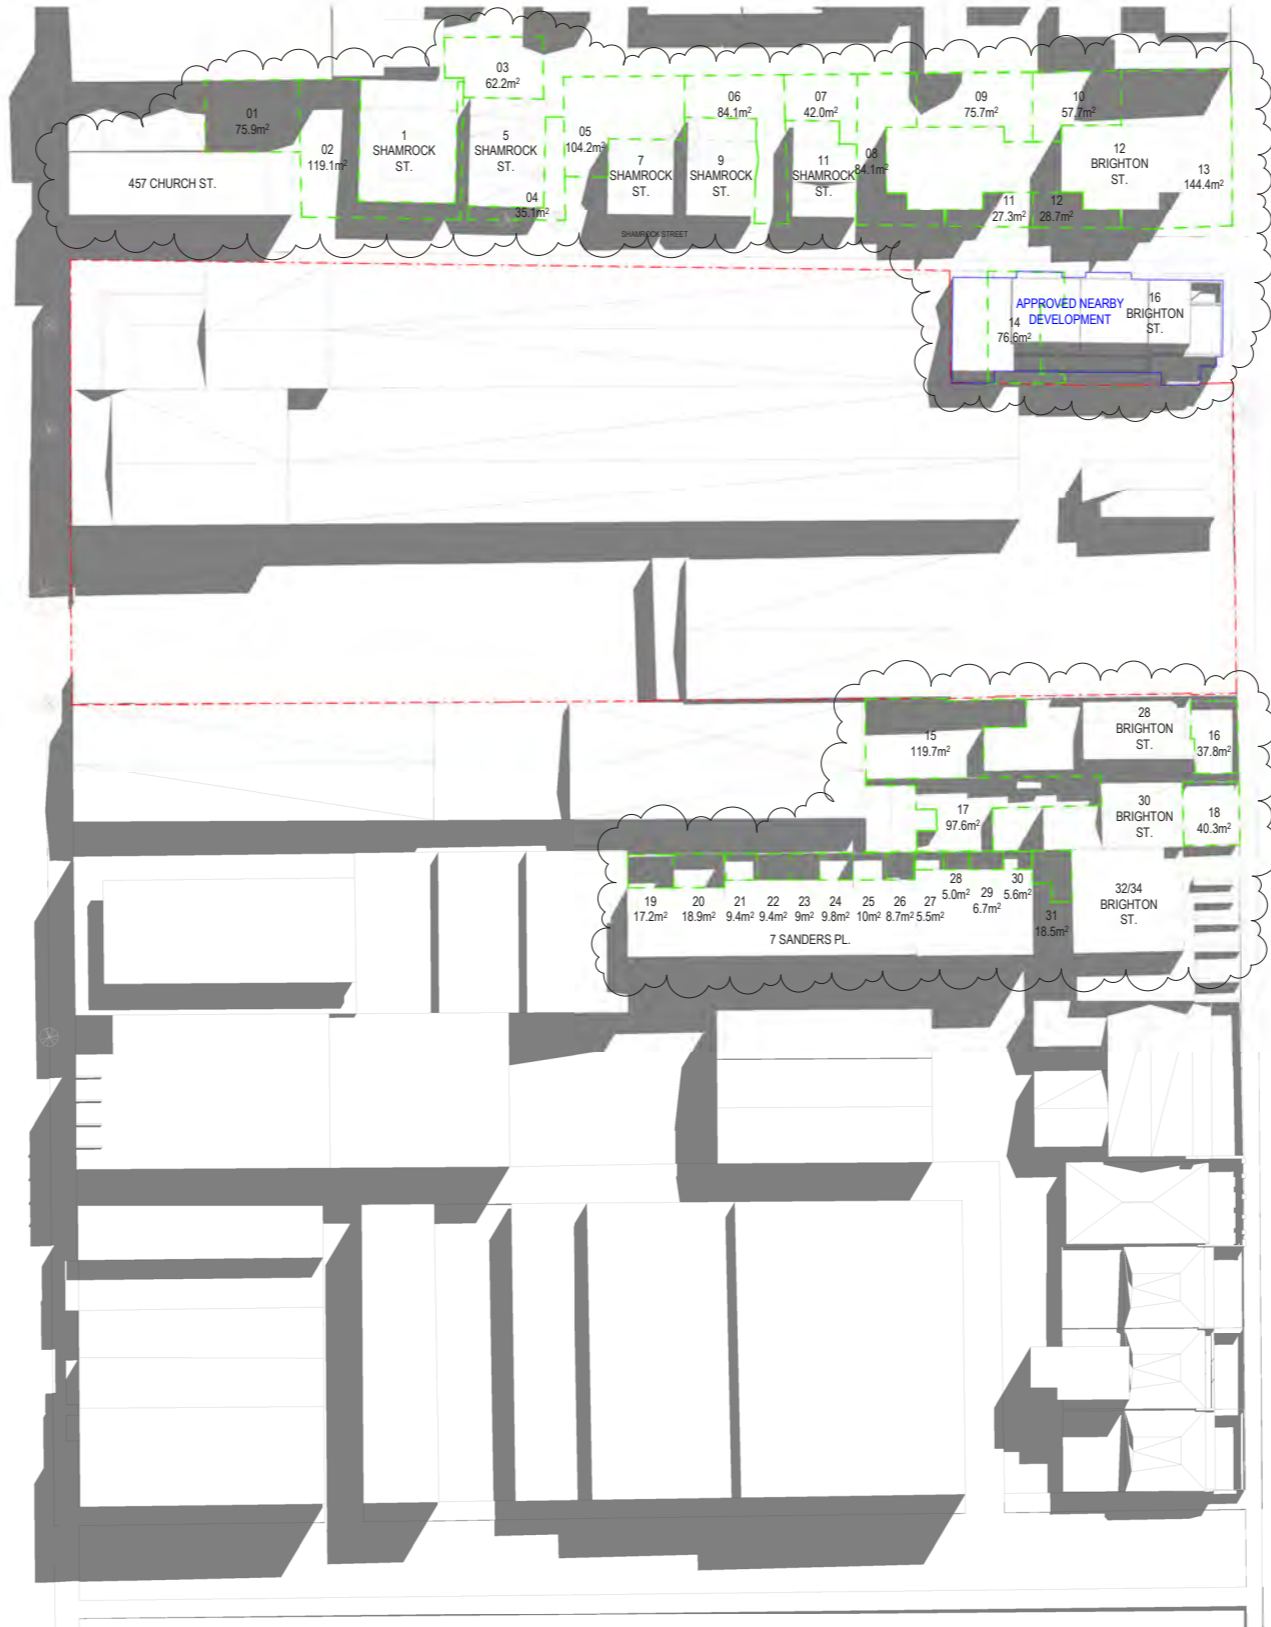 03
62.2m²
01
75.9m²
02
119.1m²
1
SHAMROCK
ST.
5
SHAMROCK
ST.
04
35.1m²
05
104.2m²
06
84.1m²
07
42.0m²
7
SHAMROCK
ST.
9
SHAMROCK
ST.
11
SHAMROCK
ST.
08
84.1m²
09
75.7m²
10
57.7m²
12
BRIGHTON
ST.
13
144.4m²
11
27.3m²
12
28.7m²
457 CHURCH ST.
SHAMROCK STREET
APPROVED NEARBY
DEVELOPMENT
14
76.6m²
16
BRIGHTON
ST.
15
119.7m²
28
BRIGHTON
ST.
16
37.8m²
17
97.6m²
30
BRIGHTON
ST.
18
40.3m²
19
17.2m²
20
18.9m²
21
9.4m²
22
9.4m²
23
9m²
24
9.8m²
25
10m²
26
8.7m²
27
5.5m²
28
5.0m²
29
6.7m²
30
5.6m²
31
18.5m²
32/34
BRIGHTON
ST.
7 SANDERS PL.